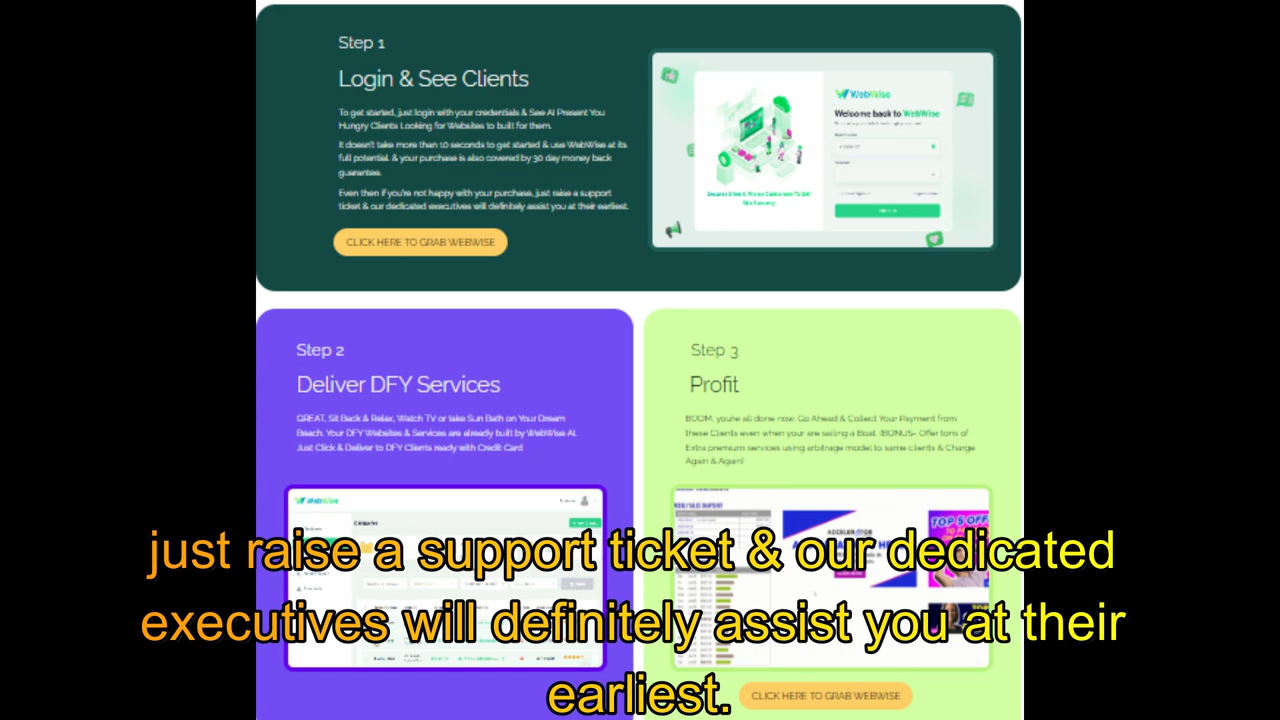 Step 1
Login & See Clients
To get started, just login with your credentials & See AI Present You
Hungry Clients Looking for Websites to built for them.
It doesn't take more than 10 seconds to get started & use WebWise at its
full potential. & your purchase is also covered by 30 day money back
guarantee.
Even then if you're not happy with your purchase, just raise a support
ticket & our dedicated executives will definitely assist you at their earliest.
CLICK HERE TO GRAB WEBWISE
WebWise
Welcome back to WebWise
Step 2
Deliver DFY Services
GREAT, Sit Back & Relax, Watch TV or take Sun Bath on Your Dream
Beach. Your DFY Websites & Services are already built by WebWise AI.
Just Click & Deliver to DFY Clients ready with Credit Card
WebWise
Step 3
Profit
BOOM, you're all done now. Go Ahead & Collect Your Payment from
these Clients even when your are sailing a Boat. (BONUS- Offer tons of
Extra premium services using arbitrage model to same clients & Charge
Again & Again)
TOP 5 OFF
just raise a support ticket & our dedicated
executives will definitely assist you at their
earliest.
CLICK HERE TO GRAB WEBWISE